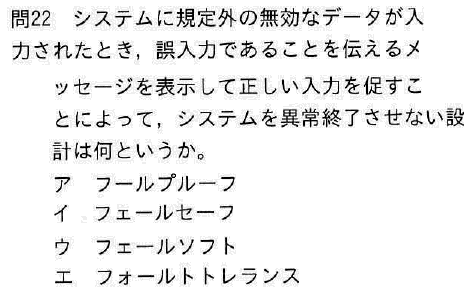 問22　システムに規定外の無効なデータが入
力されたとき，誤入力であることを伝えるメ
ッセージを表示して正しい入力を促すこ
とによって，システムを異常終了させない設
計は何というか。
ア　フールプルーフ
イ　フェールセーフ
ウ　フェールソフト
エ　フォールトトレランス